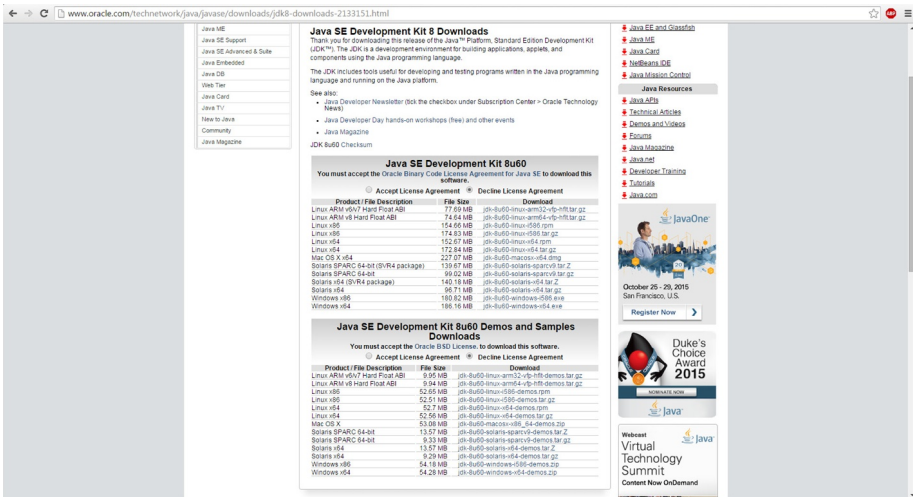 www.oracle.com/technetwork/java/javase/downloads/jdk8-downloads-2133151.html
Java ME
Java SE Support
Java SE Advanced & Suite
Java Embedded
Java DB
Web Tier
Java Card
Java TV
New to Java
Community
Java Magazine
Java SE Development Kit 8 Downloads
Thank you for downloading this release of the Java™ Platform, Standard Edition Development Kit
(JDK™). The JDK is a development environment for building applications, applets, and
components using the Java programming language.
The JDK includes tools useful for developing and testing programs written in the Java programming
language and running on the Java platform.
See also:
Java Developer Newsletter (tick the checkbox under Subscription Center > Oracle Technology
News)
Java Developer Day hands-on workshops (free) and other events
Java Magazine
JDK 8u60 Checksum
Java SE Development Kit 8u60
You must accept the Oracle Binary Code License Agreement for Java SE to download this
software.
Accept License Agreement Decline License Agreement
Product / File Description File Size Download
Linux ARM v6/v7 Hard Float ABI 77.69 MB jdk-8u60-linux-arm32-vfp-hflt.tar.gz
Linux ARM v8 Hard Float ABI 74.64 MB jdk-8u60-linux-arm64-vfp-hflt.tar.gz
Linux x86 154.66 MB jdk-8u60-linux-i586.rpm
Linux x86 174.83 MB jdk-8u60-linux-i586.tar.gz
Linux x64 152.67 MB jdk-8u60-linux-x64.rpm
Linux x64 172.84 MB jdk-8u60-linux-x64.tar.gz
Mac OS X x64 227.07 MB jdk-8u60-macosx-x64.dmg
Solaris SPARC 64-bit (SVR4 package) 139.67 MB jdk-8u60-solaris-sparcv9.tar.Z
Solaris SPARC 64-bit 99.02 MB jdk-8u60-solaris-sparcv9.tar.gz
Solaris x64 (SVR4 package) 140.18 MB jdk-8u60-solaris-x64.tar.Z
Solaris x64 96.71 MB jdk-8u60-solaris-x64.tar.gz
Windows x86 180.82 MB jdk-8u60-windows-i586.exe
Windows x64 186.16 MB jdk-8u60-windows-x64.exe
Java SE Development Kit 8u60 Demos and Samples
Downloads
You must accept the Oracle BSD License. to download this software.
Accept License Agreement Decline License Agreement
Product / File Description File Size Download
Linux ARM v6/v7 Hard Float ABI 9.95 MB jdk-8u60-linux-arm32-vfp-hflt-demos.tar.gz
Linux ARM v8 Hard Float ABI 9.94 MB jdk-8u60-linux-arm64-vfp-hflt-demos.tar.gz
Linux x86 52.65 MB jdk-8u60-linux-i586-demos.rpm
Linux x86 52.51 MB jdk-8u60-linux-i586-demos.tar.gz
Linux x64 52.7 MB jdk-8u60-linux-x64-demos.rpm
Linux x64 52.56 MB jdk-8u60-linux-x64-demos.tar.gz
Mac OS X 53.08 MB jdk-8u60-macosx-x86_64-demos.zip
Solaris SPARC 64-bit 13.57 MB jdk-8u60-solaris-sparcv9-demos.tar.Z
Solaris SPARC 64-bit 9.33 MB jdk-8u60-solaris-sparcv9-demos.tar.gz
Solaris x64 13.57 MB jdk-8u60-solaris-x64-demos.tar.Z
Solaris x64 9.29 MB jdk-8u60-solaris-x64-demos.tar.gz
Windows x86 54.18 MB jdk-8u60-windows-i586-demos.zip
Windows x64 54.28 MB jdk-8u60-windows-x64-demos.zip
Java EE and Glassfish
Java ME
Java Card
NetBeans IDE
Java Mission Control
Java Resources
Java APIs
Technical Articles
Demos and Videos
Forums
Java Magazine
Java.net
Developer Training
Tutorials
Java.com
JavaOne
20
October 25 - 29, 2015
San Francisco, U.S.
Register Now
Duke's
Choice
Award
2015
NOMINATE NOW
Java
Webcast
Java
Virtual
Technology
Summit
Content Now OnDemand